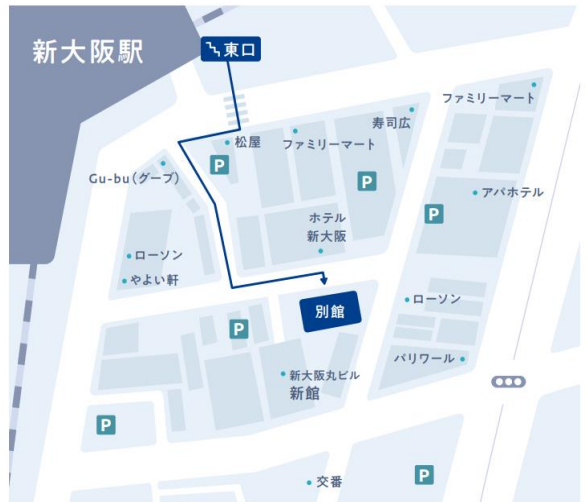 新大阪駅
東口
ファミリーマート
寿司広
松屋
ファミリーマート
P
Gu-bu(グーブ)
P
アパホテル
P
ホテル
新大阪
ローソン
やよい軒
ローソン
別館
P
パリワール
新大阪丸ビル
新館
P
交番
P